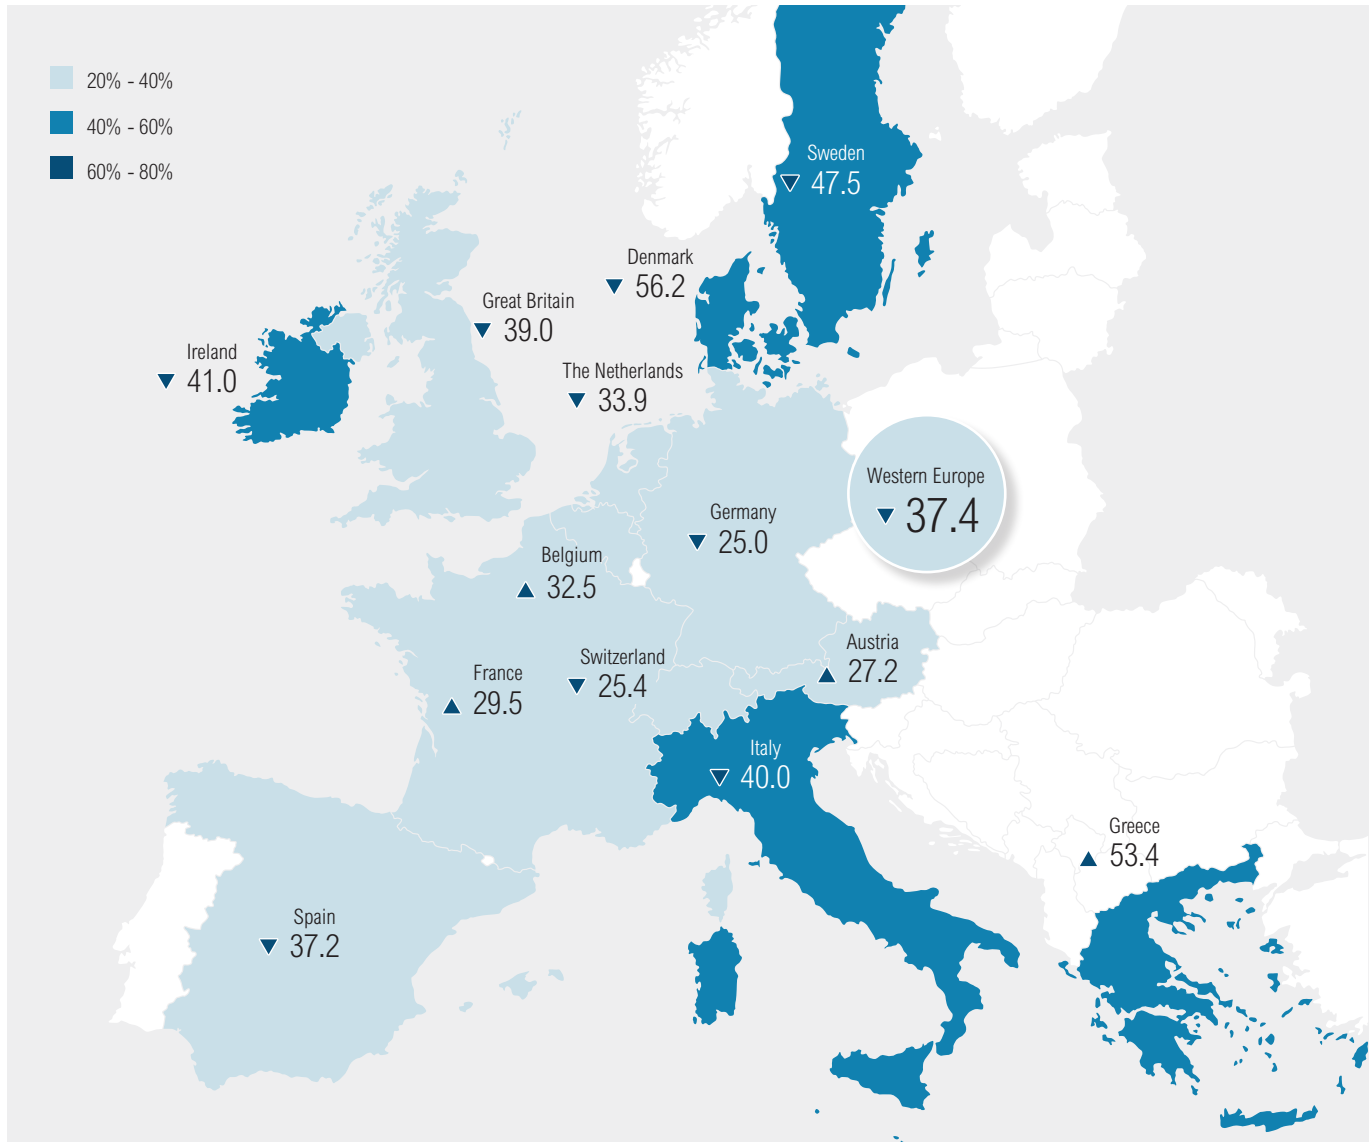 20% - 40%
40% - 60%
60% - 80%
Sweden
▼ 47.5
Denmark
▼ 56.2
Great Britain
▼ 39.0
Ireland
▼ 41.0
The Netherlands
▼ 33.9
Western Europe
▼ 37.4
Germany
▼ 25.0
Belgium
▲ 32.5
Austria
▲ 27.2
Switzerland
▼ 25.4
France
▲ 29.5
Italy
▼ 40.0
Greece
▲ 53.4
Spain
▼ 37.2